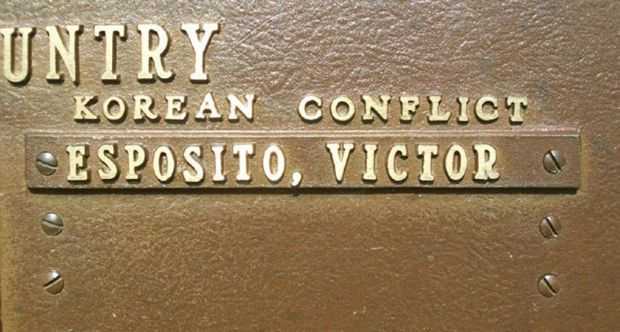 UNTRY
KOREAN CONFLICT
ESPOSITO, VICTOR